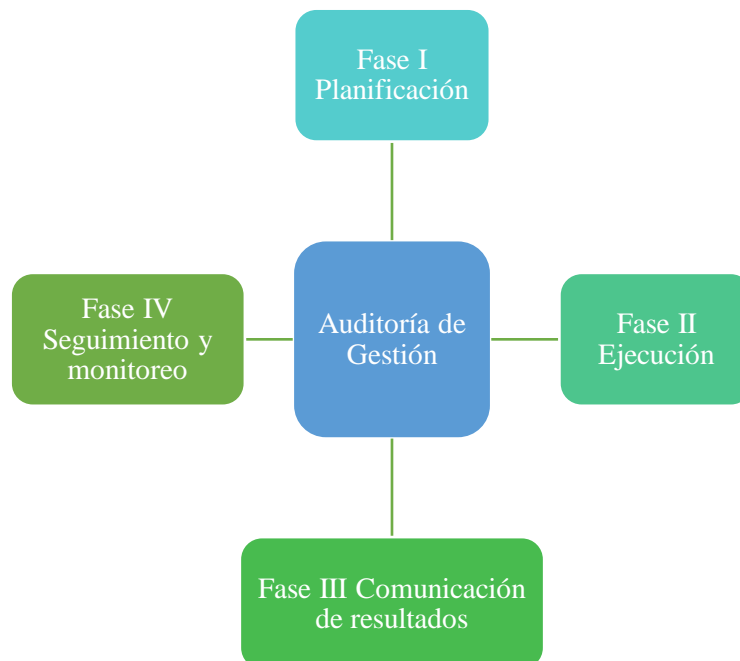 Fase I
Planificación
Fase IV
Seguimiento y
monitoreo
Auditoría de
Gestión
Fase II
Ejecución
Fase III Comunicación
de resultados